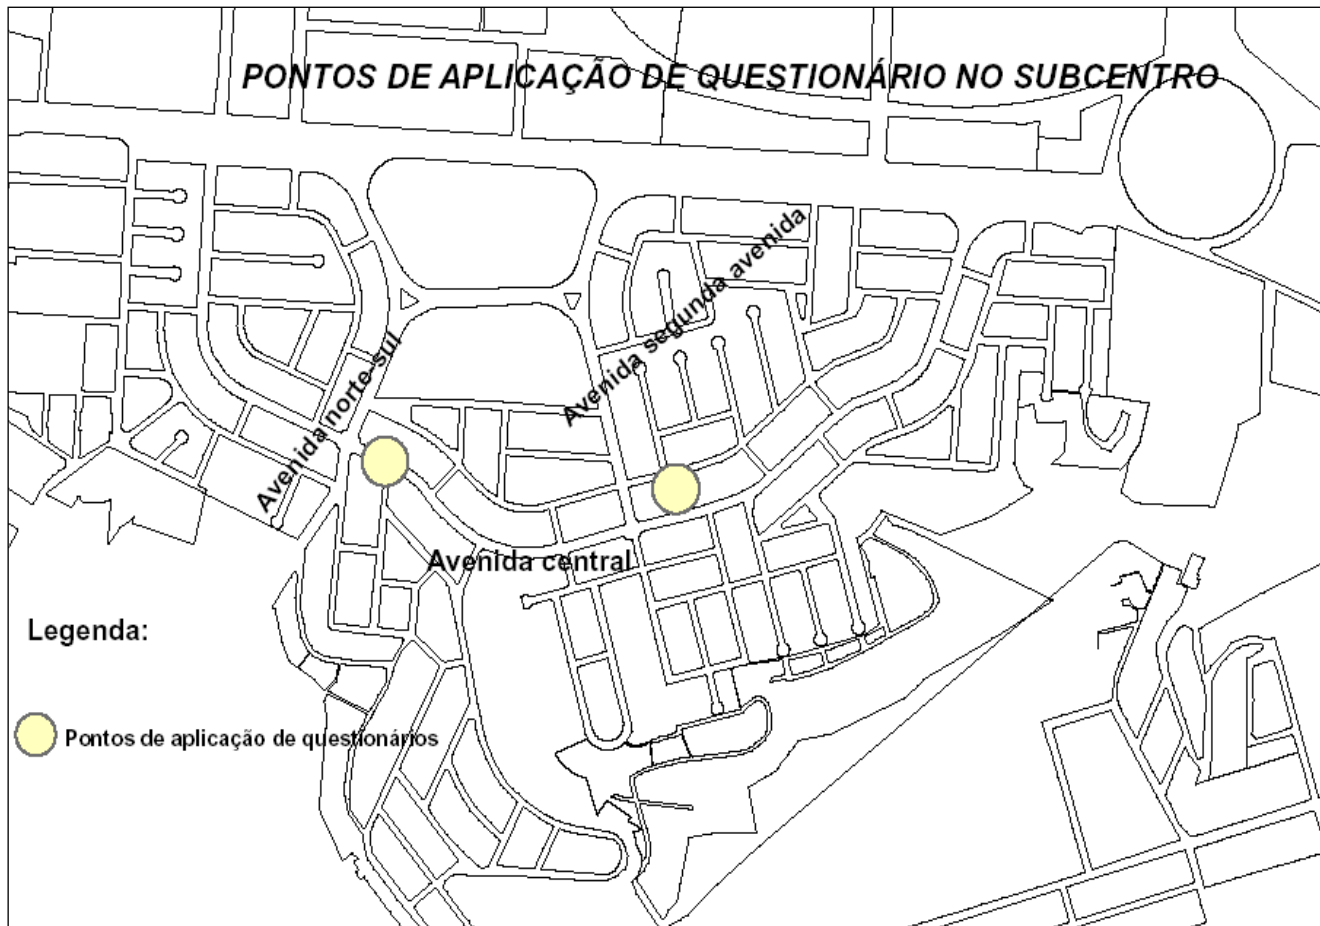 PONTOS DE APLICAÇÃO DE QUESTIONÁRIO NO SUBCENTRO
Avenida segunda avenida
Avenida norte-sul
Avenida central
Legenda:
Pontos de aplicação de questionários